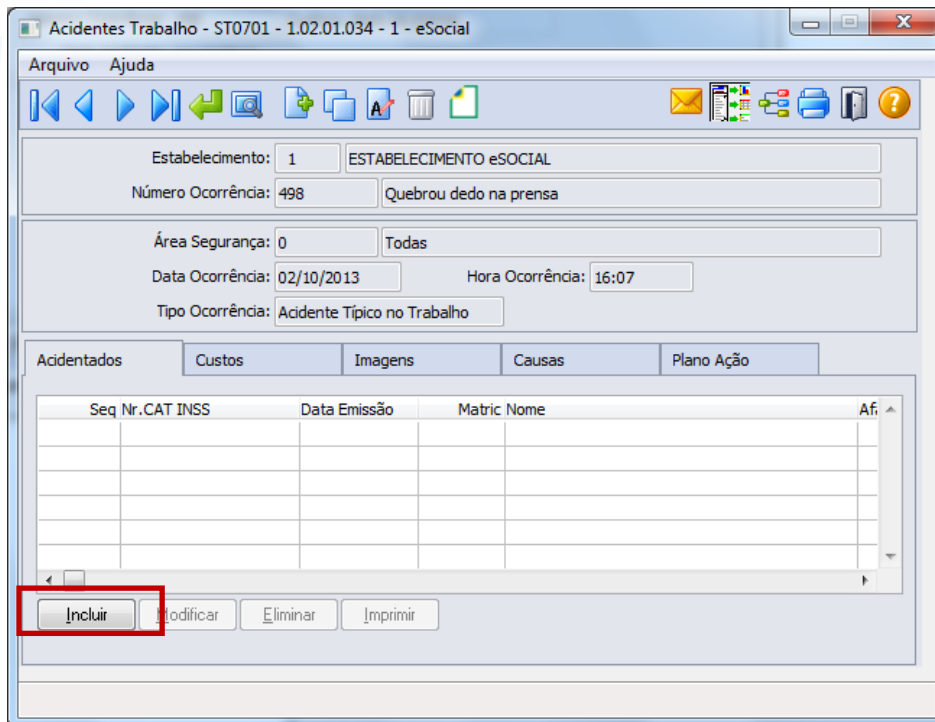 Acidentes Trabalho - ST0701 - 1.02.01.034 - 1 - eSocial
Arquivo Ajuda
Estabelecimento: 1 ESTABELECIMENTO eSOCIAL
Número Ocorrência: 498 Quebrou dedo na prensa
Área Segurança: 0 Todas
Data Ocorrência: 02/10/2013 Hora Ocorrência: 16:07
Tipo Ocorrência: Acidente Típico no Trabalho
Acidentados Custos Imagens Causas Plano Ação
Seq Nr.CAT INSS Data Emissão Matric Nome Afa
Incluir Modificar Eliminar Imprimir